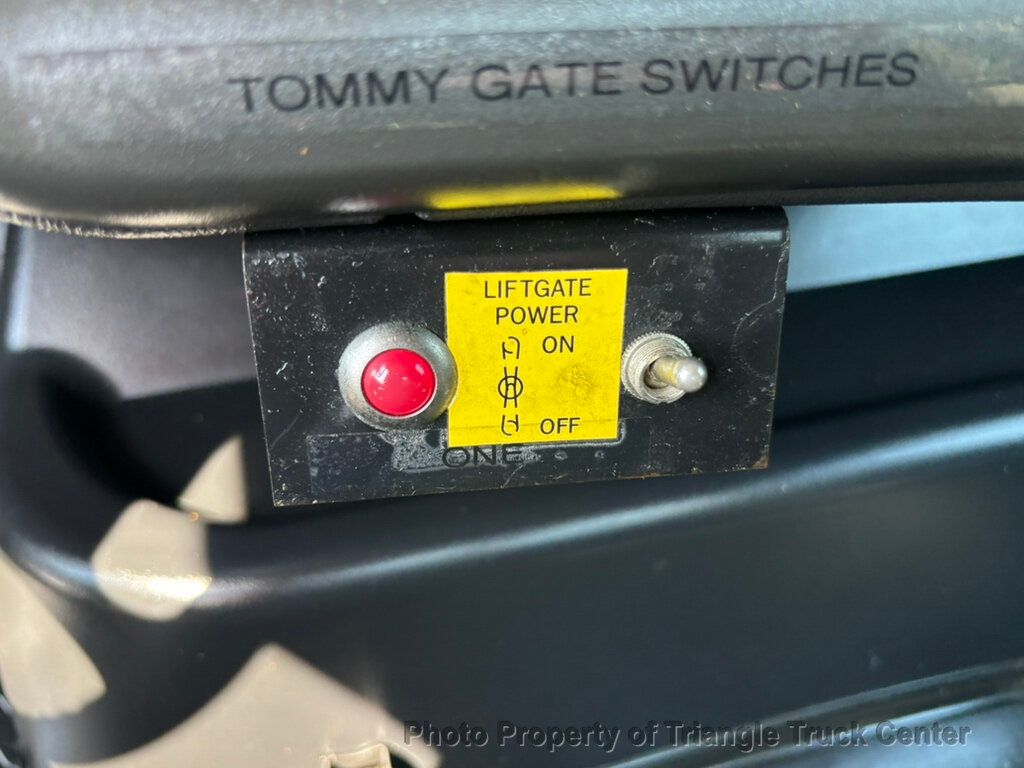 TOMMY GATE SWITCHES
LIFTGATE
POWER
ON
OFF
ONE
Photo Property of Triangle Truck Center